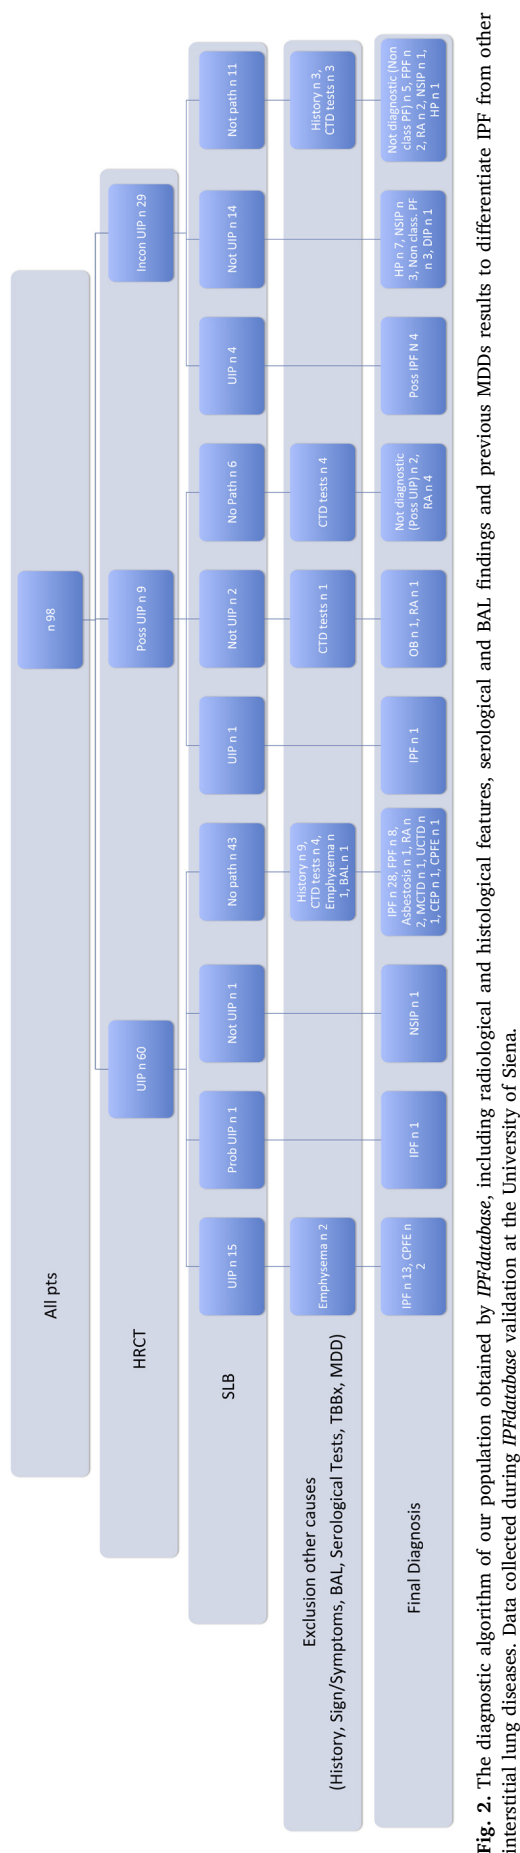 All pts
n 98
HRCT
UIP n 60
Poss UIP n 9
Incon UIP n 29
SLB
UIP n 15
Prob UIP n 1
Not UIP n 1
No path n 43
UIP n 1
Not UIP n 2
No Path n 6
UIP n 4
Not UIP n 14
Not path n 11
Exclusion other causes
(History, Sign/Symptoms, BAL, Serological Tests, TBBx, MDD)
Emphysema n 2
History n 9,
CTD tests n 4,
Emphysema n
1, BAL n 1
CTD tests n 1
CTD tests n 4
History n 3,
CTD tests n 3
Final Diagnosis
IPF n 13, CPFE n
2
IPF n 1
NSIP n 1
IPF n 28, FPF n 8,
Asbestosis n 1, RA n
2, MCTD n 1, UCTD n
1, CEP n 1, CPFE n 1
IPF n 1
OB n 1, RA n 1
Not diagnostic
(Poss UIP) n 2,
RA n 4
Poss IPF N 4
HP n 7, NSIP n
3, Non class. PF
n 3, DIP n 1
Not diagnostic (Non
class PF) n 5, FPF n
2, RA n 2, NSIP n 1,
HP n 1
Fig. 2. The diagnostic algorithm of our population obtained by IPFdatabase, including radiological and histological features, serological and BAL findings and previous MDDs results to differentiate IPF from other
interstitial lung diseases. Data collected during IPFdatabase validation at the University of Siena.